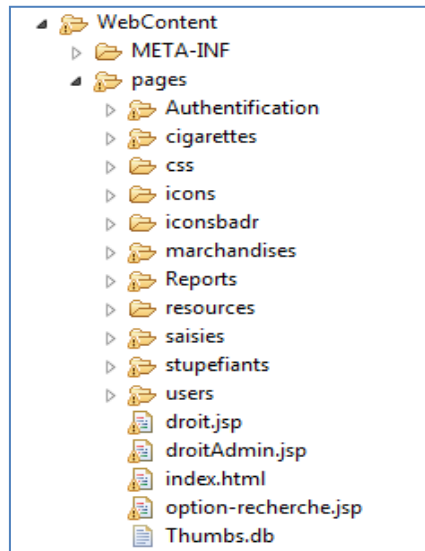 WebContent
META-INF
pages
Authentification
cigarettes
css
icons
iconsbadr
marchandises
Reports
resources
saisies
stupefiants
users
droit.jsp
droitAdmin.jsp
index.html
option-recherche.jsp
Thumbs.db